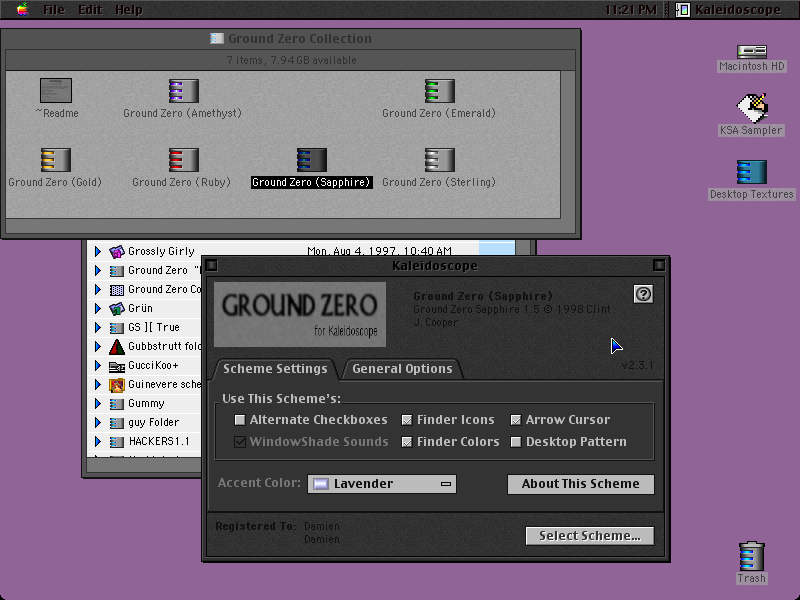 File Edit Help 11:21 PM Kaleidoscope
Ground Zero Collection
7 items, 7.94 GB available
~Readme Ground Zero (Amethyst) Ground Zero (Emerald)
Ground Zero (Gold) Ground Zero (Ruby) Ground Zero (Sapphire) Ground Zero (Sterling)
Macintosh HD
KSA Sampler
Desktop Textures
Trash
Grossly Girly Mon, Aug 4, 1997, 10:40 AM
Ground Zero
Ground Zero Co
Grün
GS ][ True
Gubbstrutt fold
GucciKoo+
Guinevere sche
Gummy
guy Folder
HACKERS1.1
Kaleidoscope
GROUND ZERO
for Kaleidoscope
Ground Zero (Sapphire)
Ground Zero Sapphire 1.5 © 1998 Clint
J. Cooper
v2.3.1
Scheme Settings General Options
Use This Scheme's:
Alternate Checkboxes Finder Icons Arrow Cursor
WindowShade Sounds Finder Colors Desktop Pattern
Accent Color: Lavender About This Scheme
Registered To: Damien
Damien
Select Scheme...